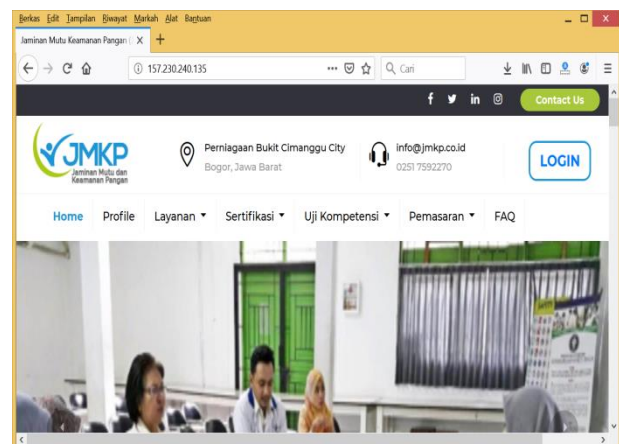 Berkas Edit Tampilan Riwayat Markah Alat Bantuan
Jaminan Mutu Keamanan Pangan (
157.230.240.135
Cari
Contact Us
JMKP
Jaminan Mutu dan
Keamanan Pangan
Perniagaan Bukit Cimanggu City
Bogor, Jawa Barat
info@jmkp.co.id
0251 7592270
LOGIN
Home Profile Layanan Sertifikasi Uji Kompetensi Pemasaran FAQ